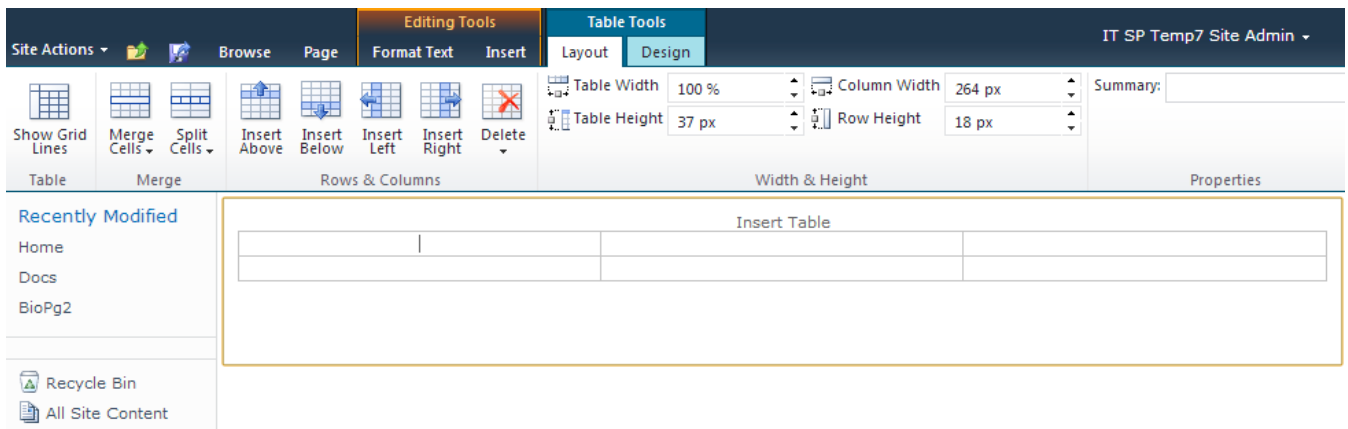 Editing Tools Table Tools
Site Actions Browse Page Format Text Insert Layout Design IT SP Temp7 Site Admin
Table Width 100 % Column Width 264 px Summary:
Table Height 37 px Row Height 18 px
Show Grid Merge Split Insert Insert Insert Insert Delete
Lines Cells Cells Above Below Left Right
Table Merge Rows & Columns Width & Height Properties
Recently Modified
Insert Table
Home
Docs
BioPg2
Recycle Bin
All Site Content